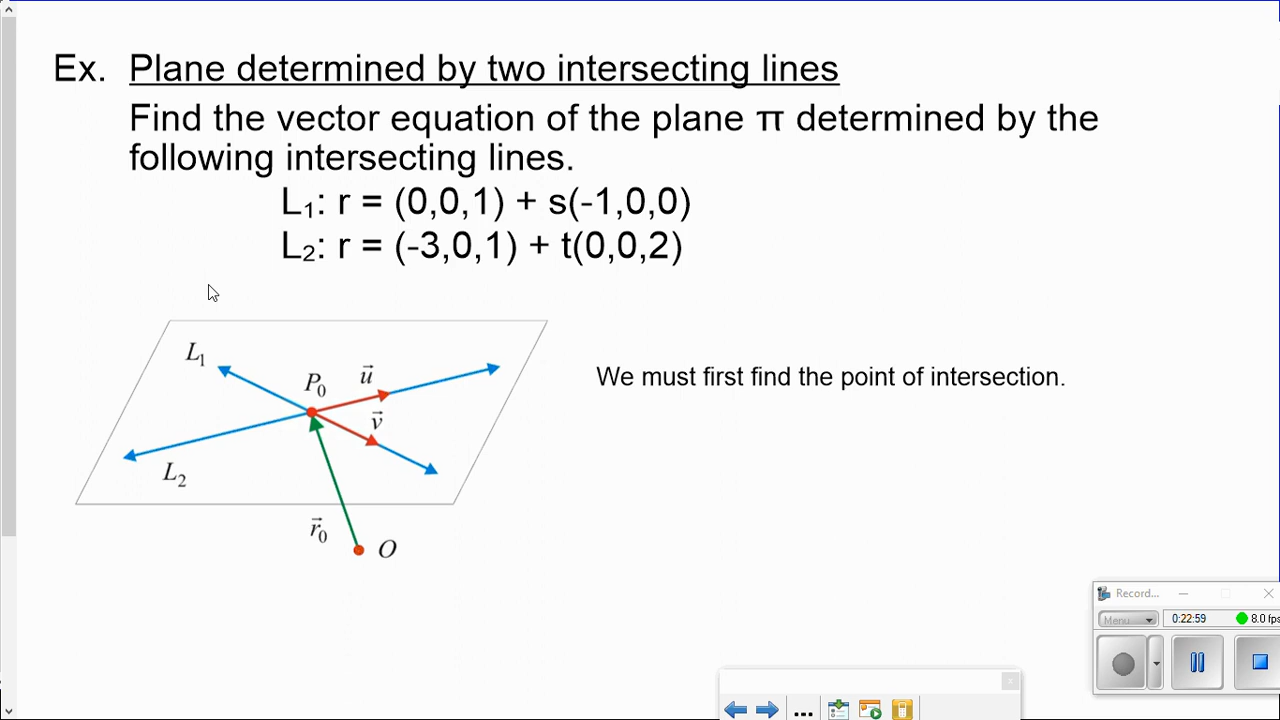 Ex. Plane determined by two intersecting lines
Find the vector equation of the plane π determined by the
following intersecting lines.
L₁: r = (0,0,1) + s(-1,0,0)
L₂: r = (-3,0,1) + t(0,0,2)
L₁
P₀
u⃗
We must first find the point of intersection.
v⃗
L₂
r⃗₀
O
Record...
Menu
0:22:59
8.0 fps
...